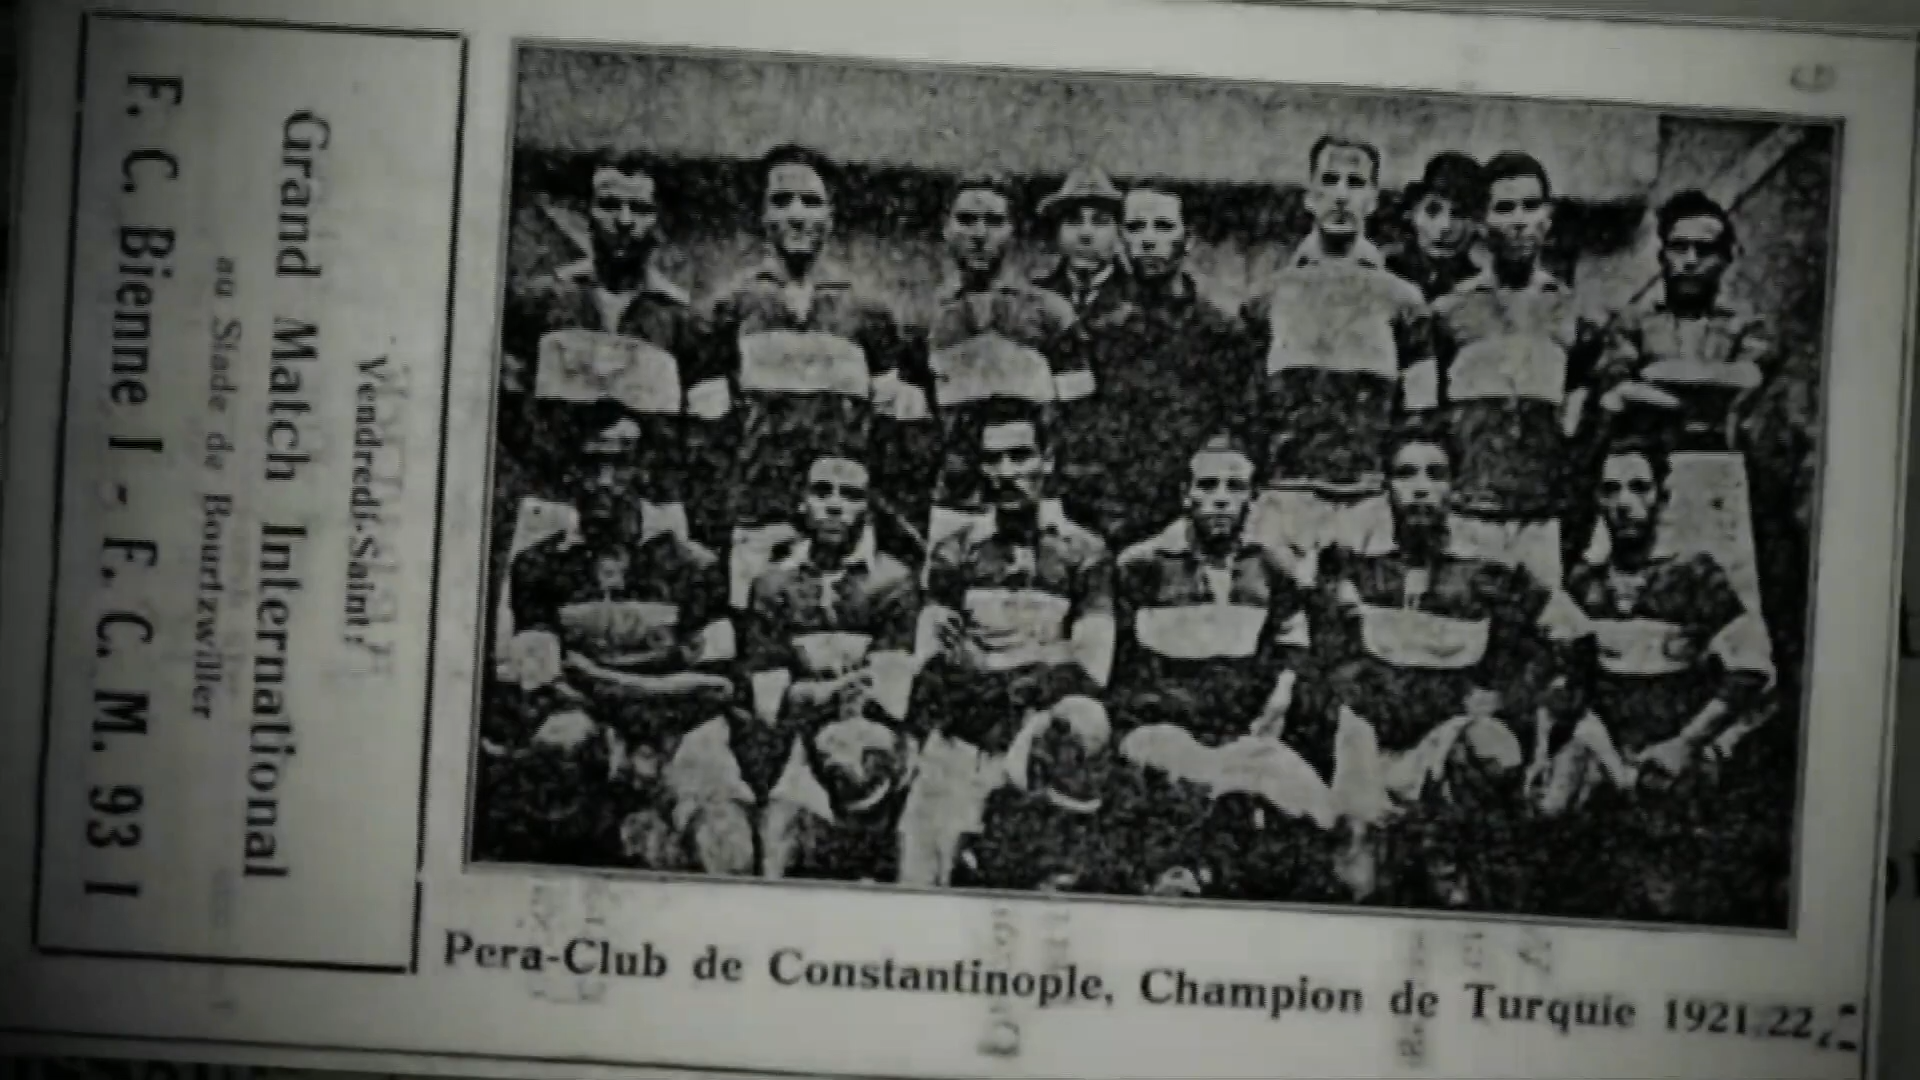 Vendredi-Saint:
Grand Match International
au Stade de Bourtzwiller
F. C. Bienne I - F. C. M. 93 I
Pera-Club de Constantinople, Champion de Turquie 1921.22